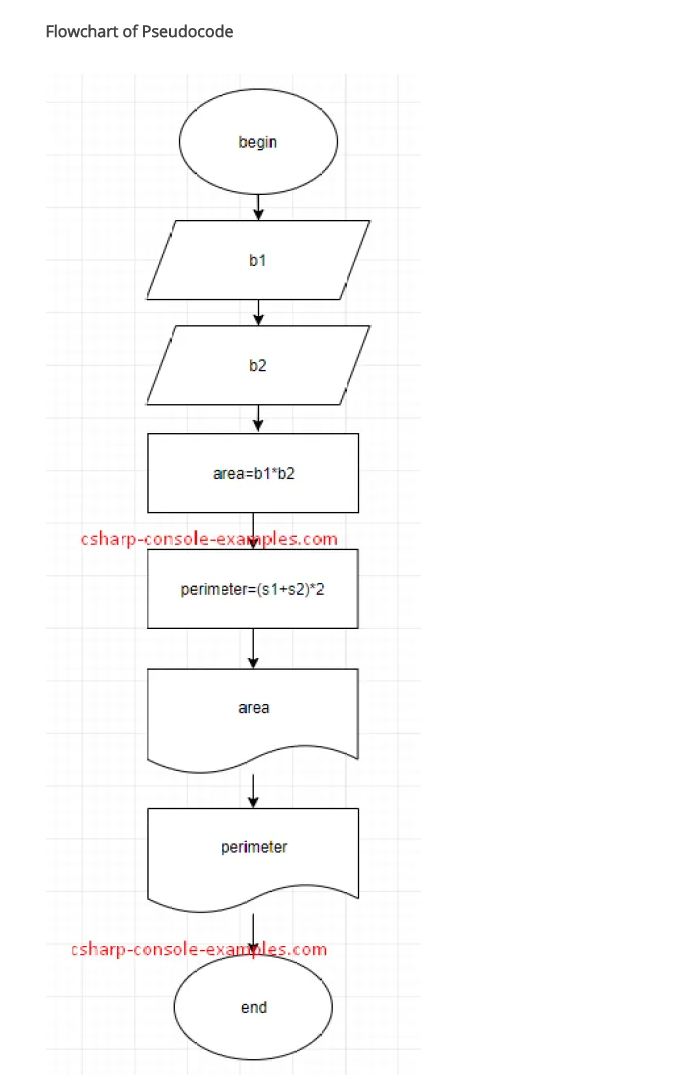 Flowchart of Pseudocode
begin
b1
b2
area=b1*b2
csharp-console-examples.com
perimeter=(s1+s2)*2
area
perimeter
csharp-console-examples.com
end